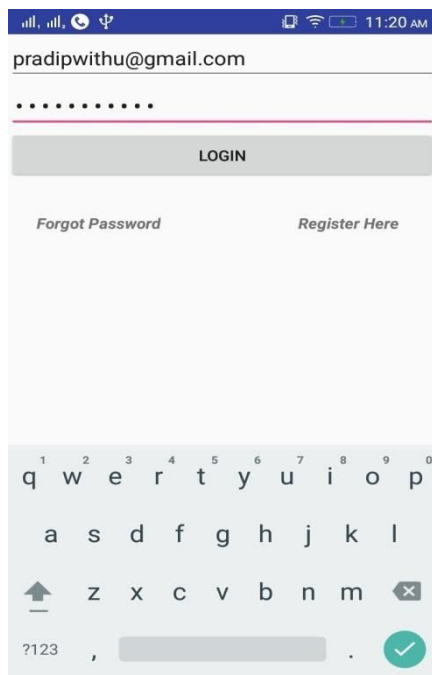 11:20 AM
pradipwithu@gmail.com
•••••••••••
LOGIN
Forgot Password Register Here
1 2 3 4 5 6 7 8 9 0
q w e r t y u i o p
a s d f g h j k l
z x c v b n m
?123 , .